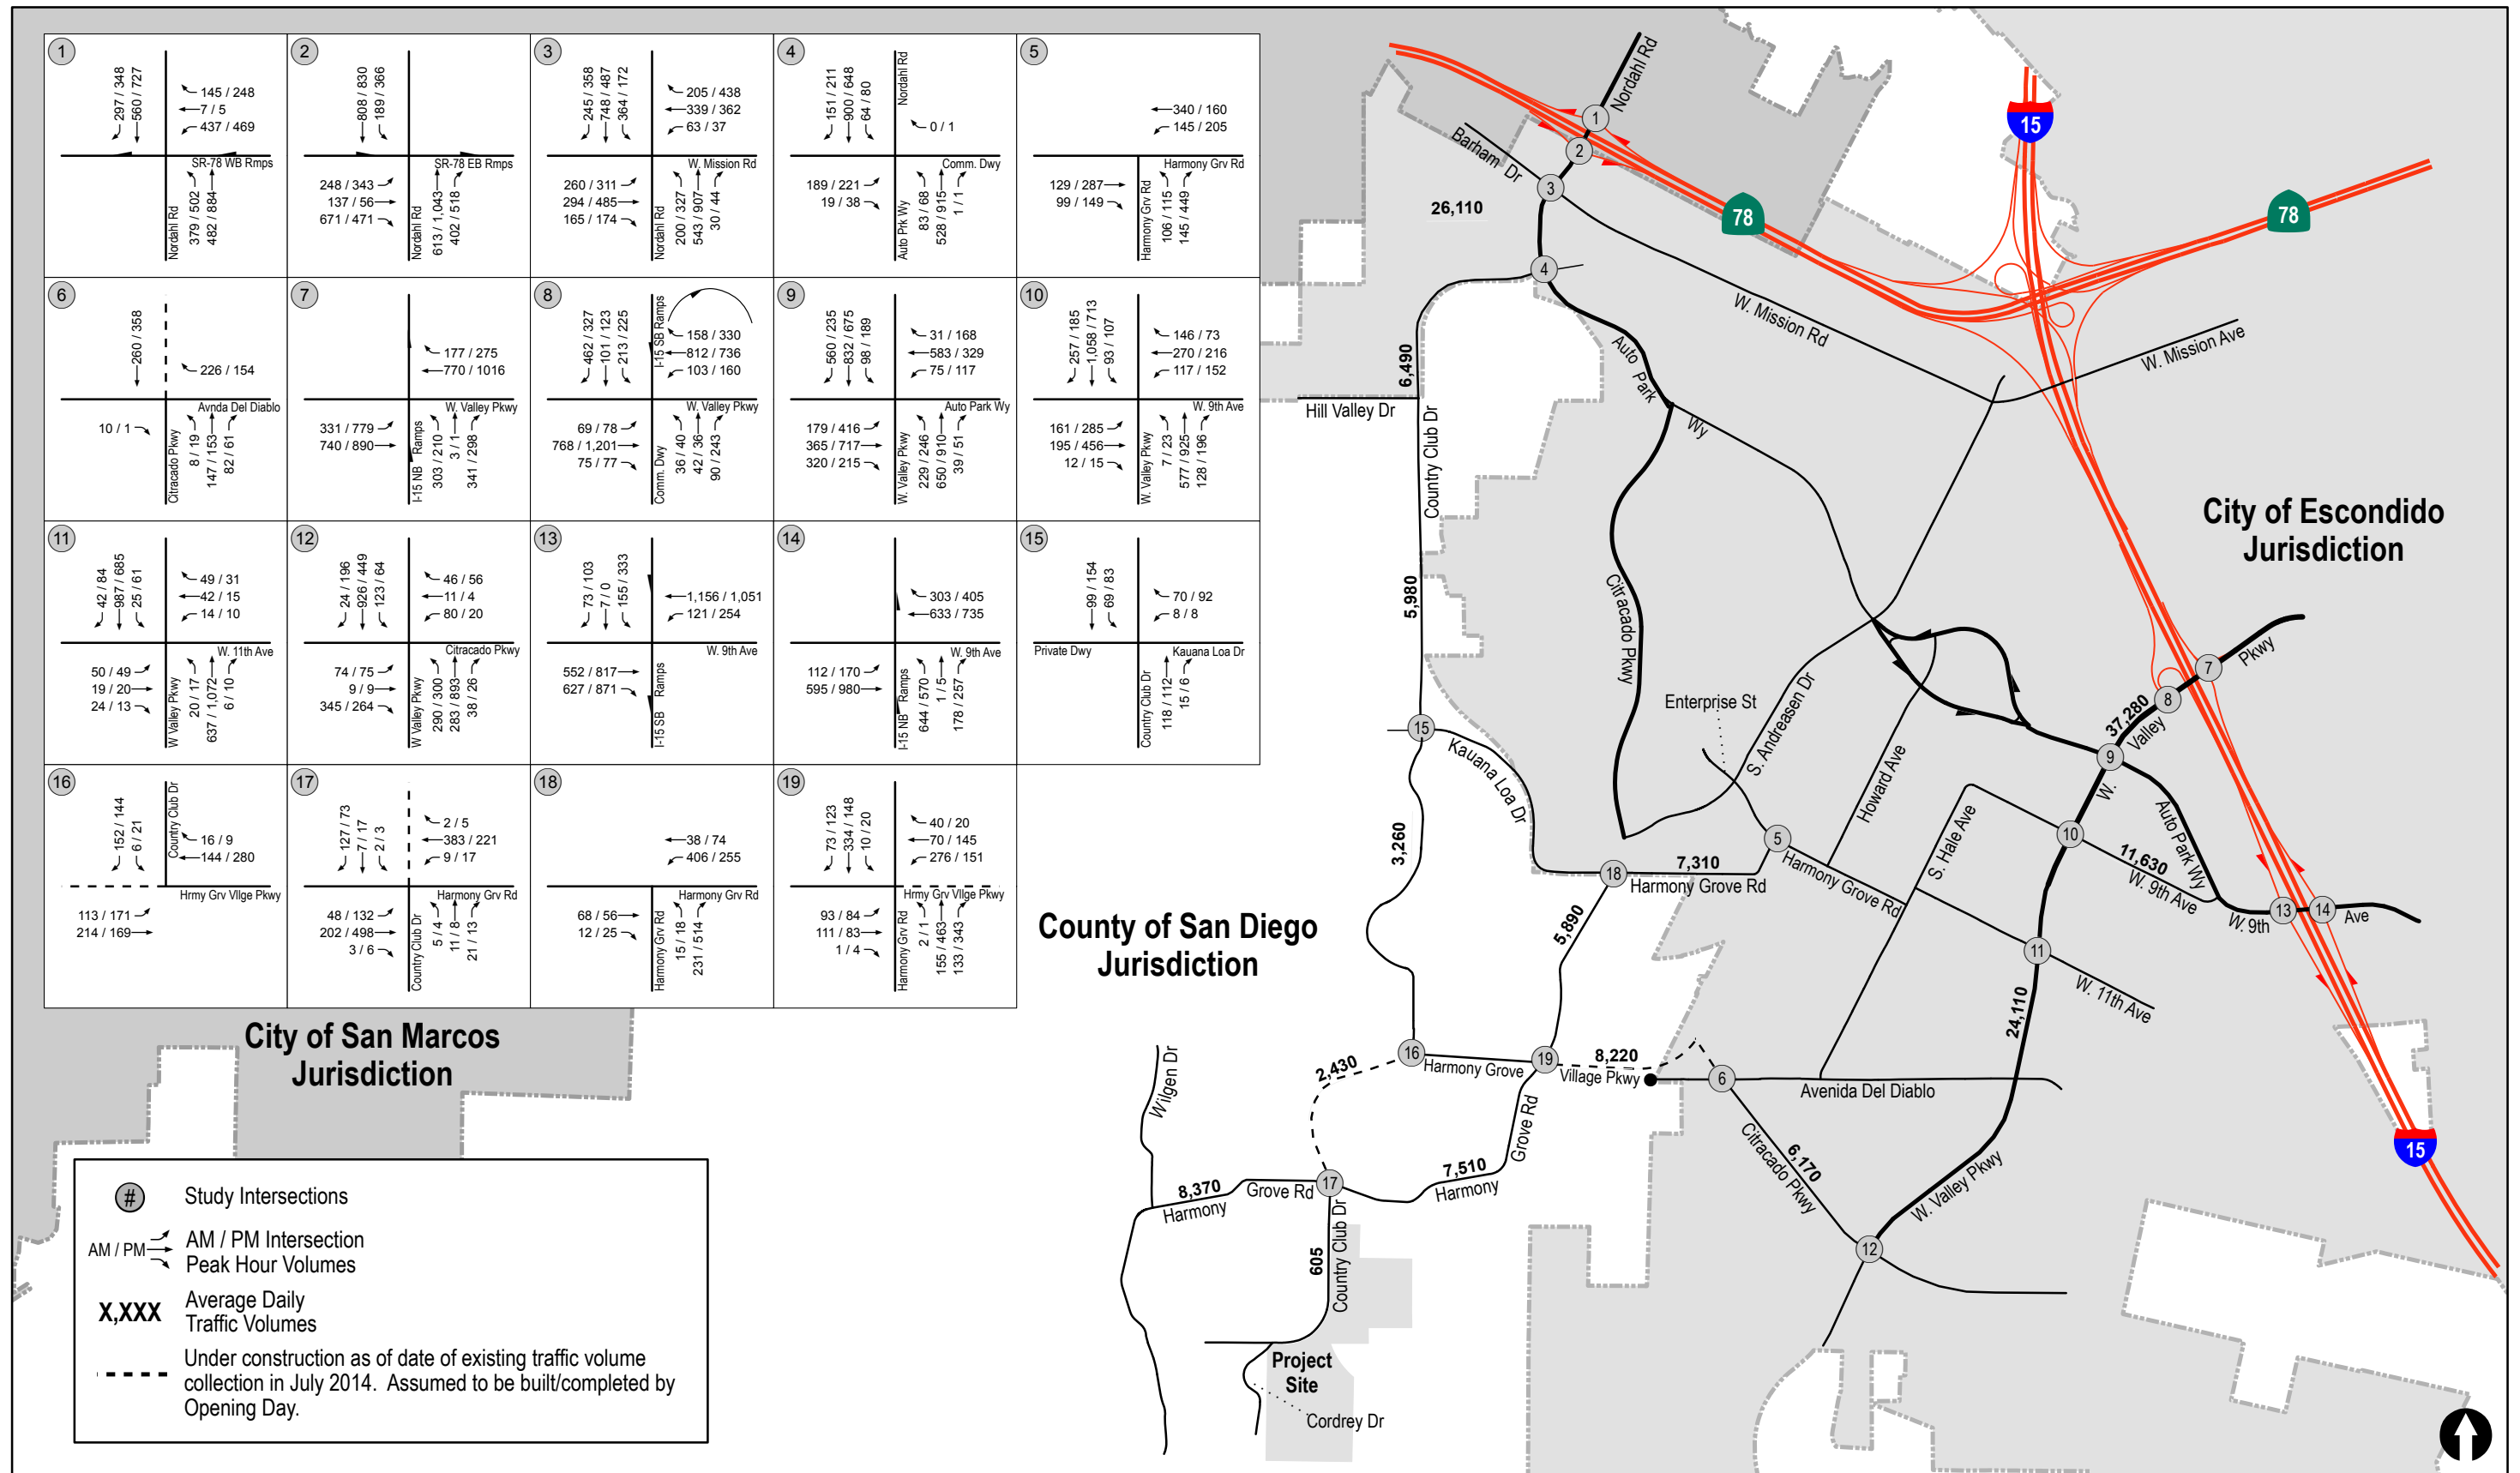 1
297 / 348
560 / 727
145 / 248
7 / 5
437 / 469
SR-78 WB Rmps
Nordahl Rd
379 / 502
482 / 884
2
808 / 830
189 / 366
SR-78 EB Rmps
248 / 343
137 / 56
671 / 471
Nordahl Rd
613 / 1,043
402 / 518
3
245 / 358
748 / 487
364 / 172
205 / 438
339 / 362
63 / 37
W. Mission Rd
260 / 311
294 / 485
165 / 174
Nordahl Rd
200 / 327
543 / 907
30 / 44
4
151 / 211
900 / 648
64 / 80
Nordahl Rd
0 / 1
Comm. Dwy
189 / 221
19 / 38
Auto Prk Wy
83 / 68
528 / 915
1 / 1
5
340 / 160
145 / 205
Harmony Grv Rd
129 / 287
99 / 149
Harmony Grv Rd
106 / 115
145 / 449
6
260 / 358
226 / 154
Avnda Del Diablo
10 / 1
Citracado Pkwy
8 / 19
147 / 153
82 / 61
7
177 / 275
770 / 1016
W. Valley Pkwy
331 / 779
740 / 890
I-15 NB Ramps
303 / 210
3 / 1
341 / 298
8
462 / 327
101 / 123
213 / 225
I-15 SB Ramps
158 / 330
812 / 736
103 / 160
W. Valley Pkwy
69 / 78
768 / 1,201
75 / 77
Comm. Dwy
36 / 40
42 / 36
90 / 243
9
560 / 235
832 / 675
98 / 189
31 / 168
583 / 329
75 / 117
Auto Park Wy
179 / 416
365 / 717
320 / 215
W. Valley Pkwy
229 / 246
650 / 910
39 / 51
10
257 / 185
1,058 / 713
93 / 107
146 / 73
270 / 216
117 / 152
W. 9th Ave
161 / 285
195 / 456
12 / 15
W. Valley Pkwy
7 / 23
577 / 925
128 / 196
11
42 / 84
987 / 685
25 / 61
49 / 31
42 / 15
14 / 10
W. 11th Ave
50 / 49
19 / 20
24 / 13
W Valley Pkwy
20 / 17
637 / 1,072
6 / 10
12
24 / 196
926 / 449
123 / 64
46 / 56
11 / 4
80 / 20
Citracado Pkwy
74 / 75
9 / 9
345 / 264
W Valley Pkwy
290 / 300
283 / 893
38 / 26
13
73 / 103
7 / 0
155 / 333
1,156 / 1,051
121 / 254
W. 9th Ave
552 / 817
627 / 871
I-15 SB Ramps
14
303 / 405
633 / 735
W. 9th Ave
112 / 170
595 / 980
I-15 NB Ramps
644 / 570
1 / 5
178 / 257
15
99 / 154
69 / 83
70 / 92
8 / 8
Private Dwy
Kauana Loa Dr
Country Club Dr
118 / 112
15 / 6
16
152 / 144
6 / 21
Country Club Dr
16 / 9
144 / 280
Hrmy Grv Vllge Pkwy
113 / 171
214 / 169
17
127 / 73
7 / 17
2 / 3
2 / 5
383 / 221
9 / 17
Harmony Grv Rd
48 / 132
202 / 498
3 / 6
Country Club Dr
5 / 4
11 / 8
21 / 13
18
38 / 74
406 / 255
Harmony Grv Rd
68 / 56
12 / 25
Harmony Grv Rd
15 / 18
231 / 514
19
73 / 123
334 / 148
10 / 20
40 / 20
70 / 145
276 / 151
Hrmy Grv Vllge Pkwy
93 / 84
111 / 83
1 / 4
Harmony Grv Rd
2 / 1
155 / 463
133 / 343
Nordahl Rd
1
2
3
Barham Dr
26,110
78
15
78
4
W. Mission Rd
W. Mission Ave
6,490
Auto Park Wy
Hill Valley Dr
Country Club Dr
City of Escondido
Jurisdiction
5,980
Citracado Pkwy
Enterprise St
S. Andreasen Dr
7
8
37,280
W. Valley Pkwy
9
15
Kauana Loa Dr
Howard Ave
S. Hale Ave
Auto Park Wy
10
11,630
W. 9th Ave
5
3,260
18
7,310
Harmony Grove Rd
Harmony Grove Rd
W. 9th Ave
13
14
County of San Diego
Jurisdiction
5,890
11
W. 11th Ave
24,110
City of San Marcos
Jurisdiction
Wilgen Dr
2,430
16
Harmony Grove
19
8,220
Village Pkwy
6
Avenida Del Diablo
Citracado Pkwy
6,170
W. Valley Pkwy
Harmony Grove Rd
7,510
8,370
Harmony Grove Rd
17
15
12
605
Country Club Dr
Project
Site
Cordrey Dr
#
Study Intersections
AM / PM
AM / PM Intersection
Peak Hour Volumes
X,XXX
Average Daily
Traffic Volumes
Under construction as of date of existing traffic volume
collection in July 2014. Assumed to be built/completed by
Opening Day.